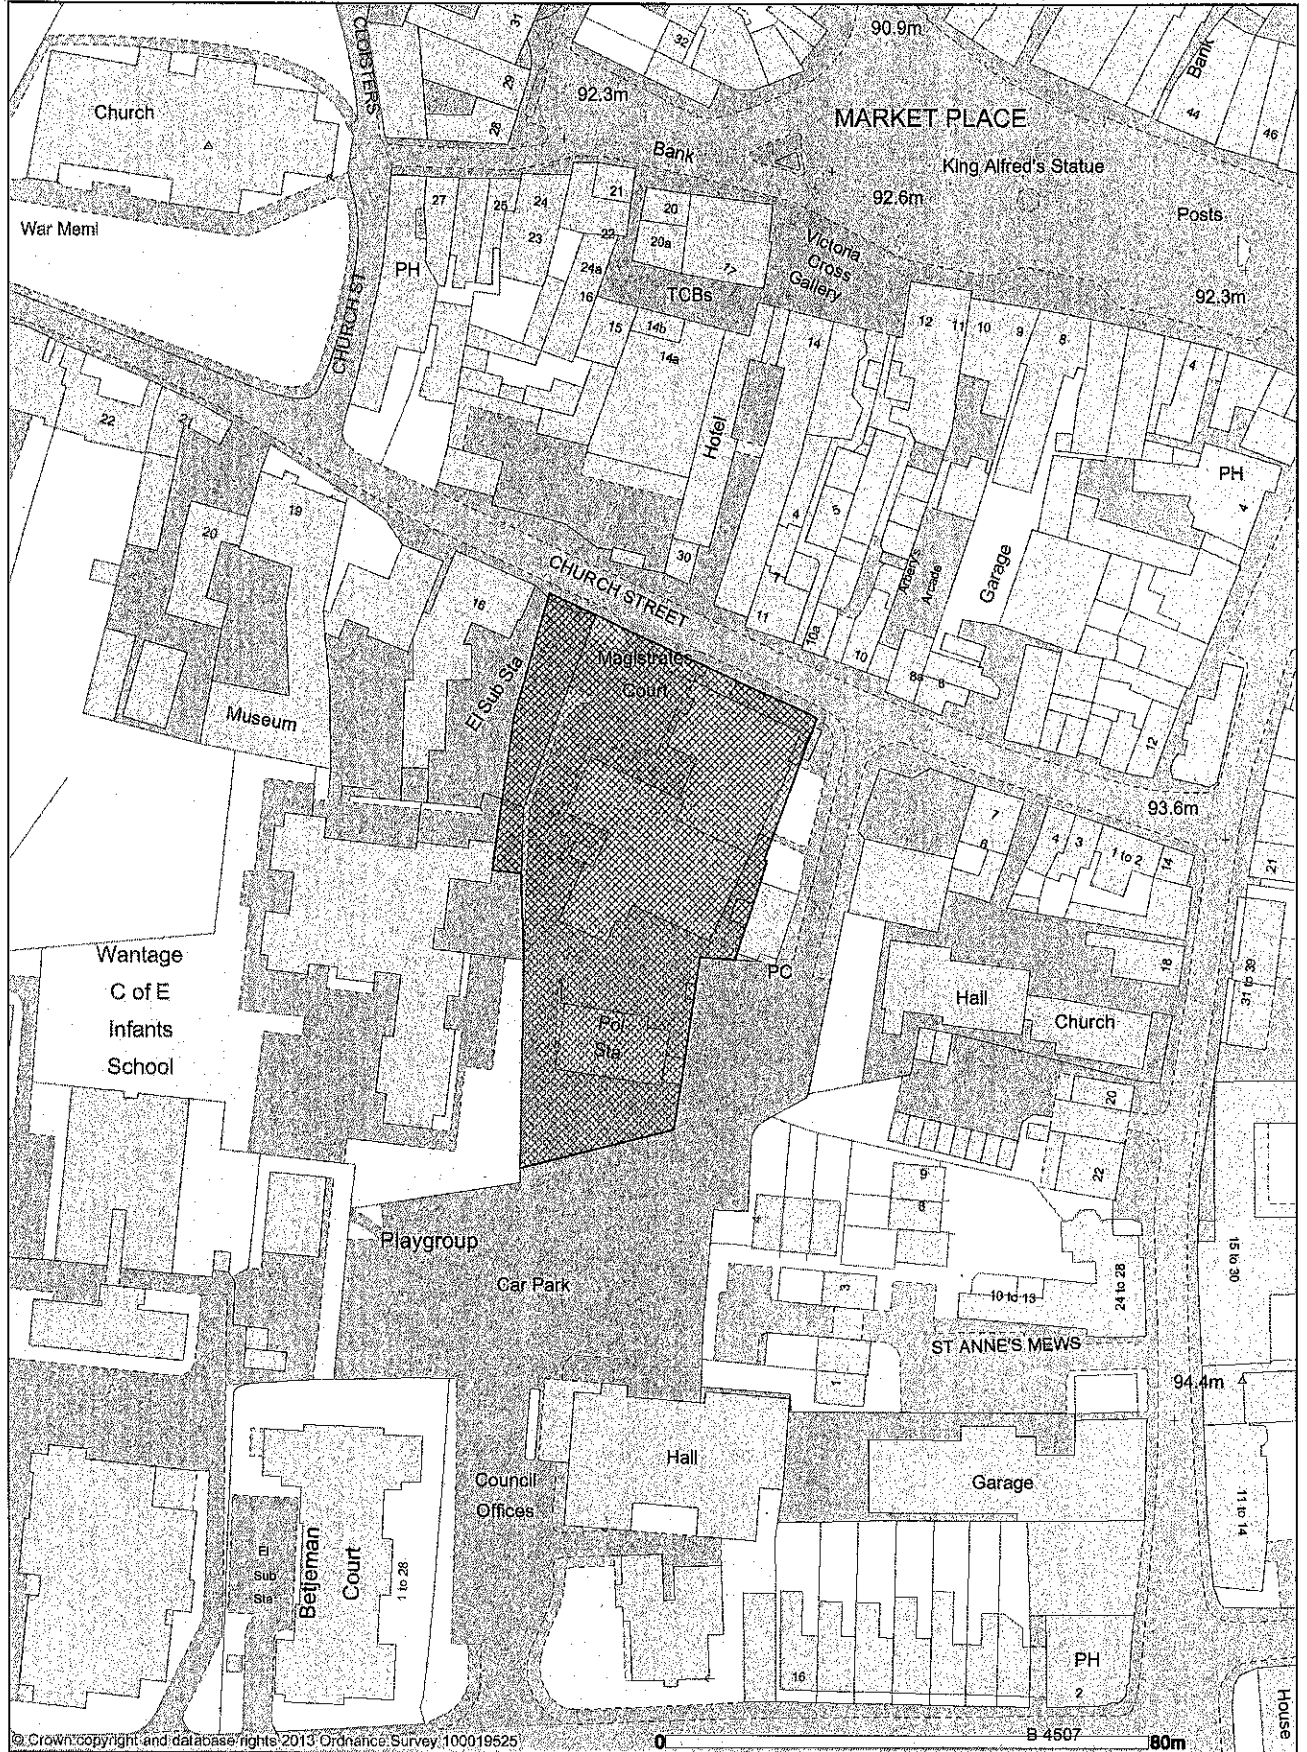 31
32
90.9m
Bank
CLOISTERS
29
92.3m
28
44
46
Church
MARKET PLACE
Bank
King Alfred's Statue
27
25
24
21
20
92.6m
Posts
War Meml
23
22
20a
17
Victoria
Cross
Gallery
PH
24a
TCBs
92.3m
CHURCH ST
16
15
14b
14a
14
12
11
10
9
8
4
22
21
Hotel
PH
4
19
20
4
5
30
Arbery's
Arcade
Garage
CHURCH STREET
7
16
11
10a
10
Magistrates
Court
8a
8
El Sub Sta
Museum
12
93.6m
7
6
4
3
1 to 2
14
21
Wantage
C of E
Infants
School
PC
18
31 to 39
Hall
Church
Pol
Sta
20
22
9
8
4
Playgroup
Car Park
3
10 to 13
24 to 28
15 to 30
ST ANNE'S MEWS
1
94.4m
Hall
Council
Offices
Garage
11 to 14
El
Sub
Sta
Betjeman
Court
1 to 28
PH
16
2
House
© Crown copyright and database rights 2013 Ordnance Survey 100019525
0
80m
B 4507